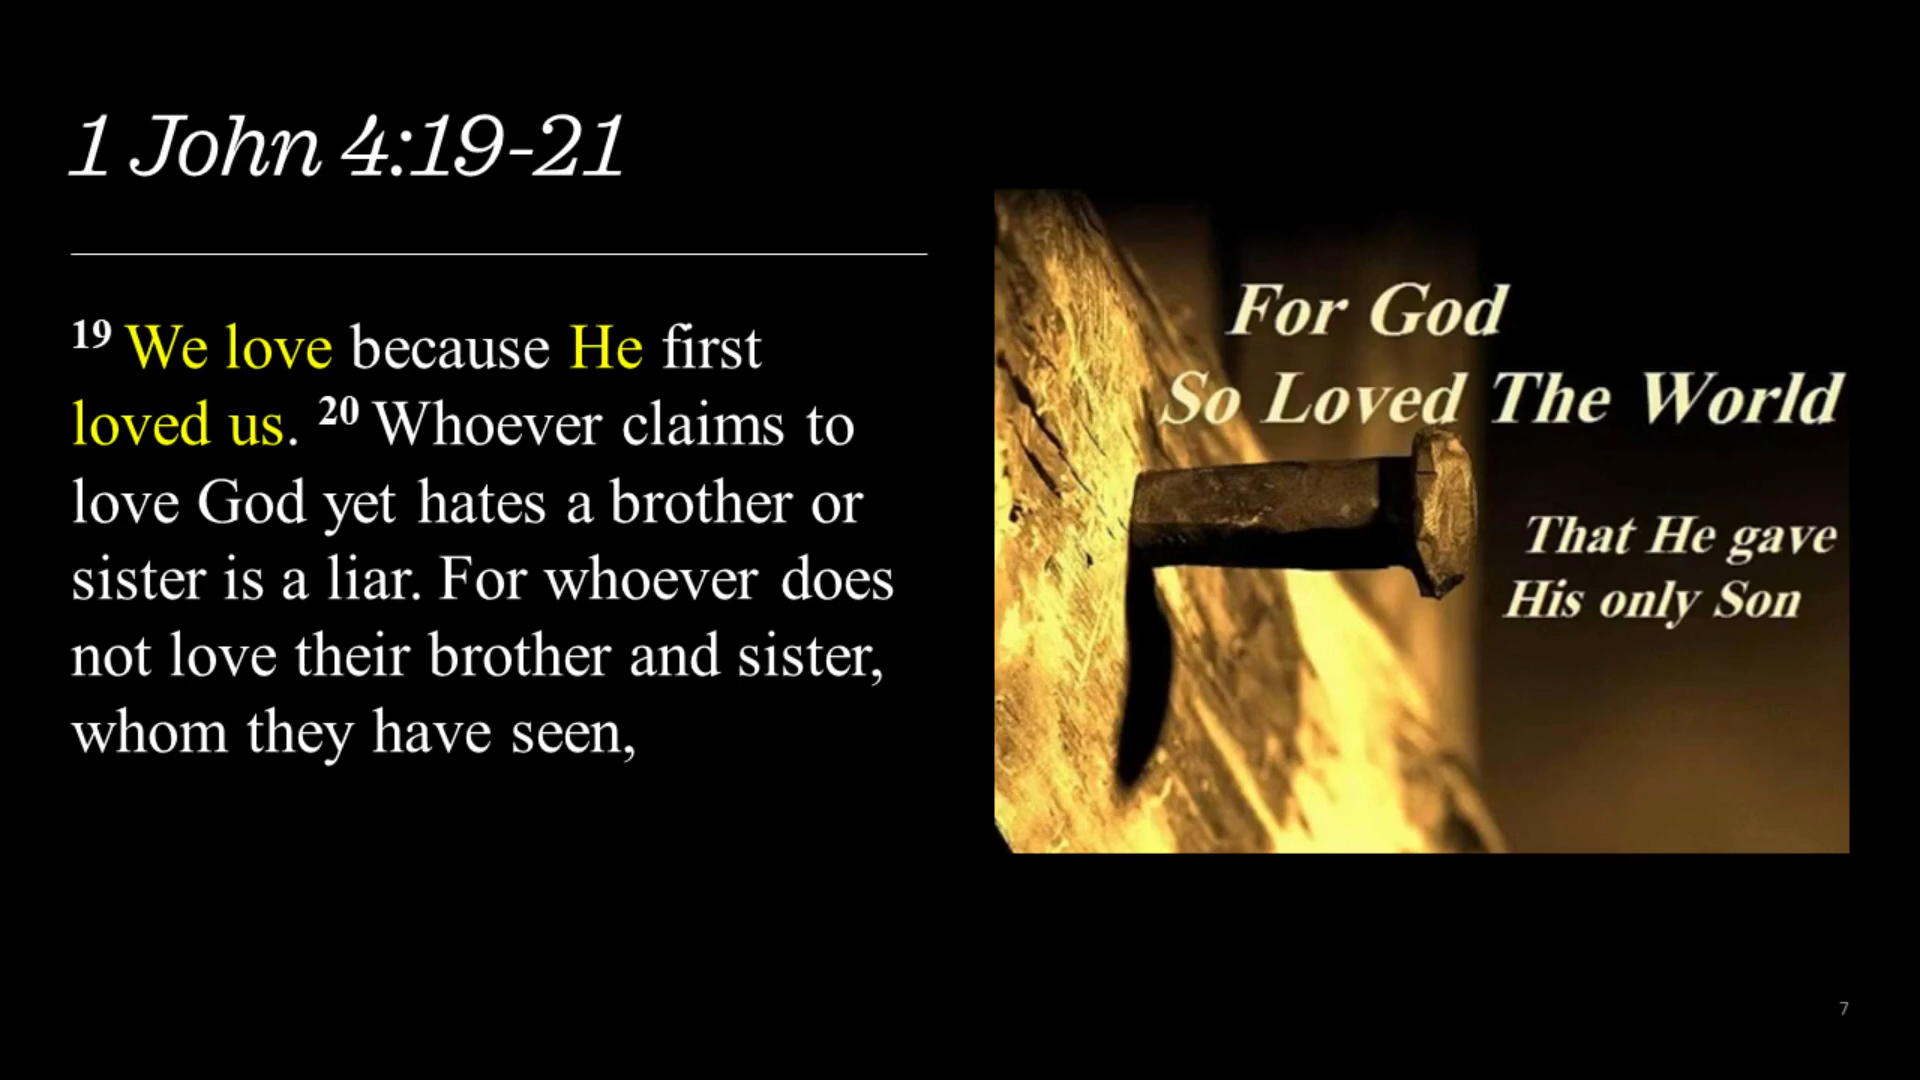 1 John 4:19-21
19 We love because He first
loved us. 20 Whoever claims to
love God yet hates a brother or
sister is a liar. For whoever does
not love their brother and sister,
whom they have seen,
For God
So Loved The World
That He gave
His only Son
7